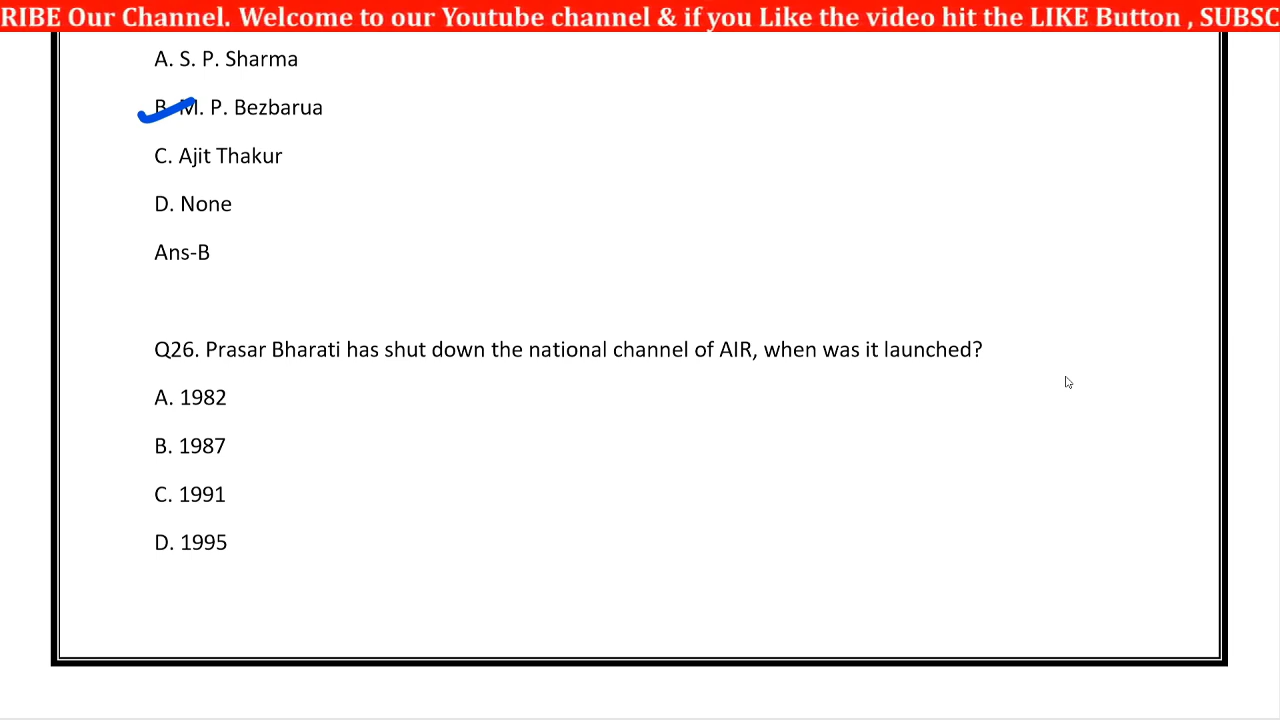 RIBE Our Channel. Welcome to our Youtube channel & if you Like the video hit the LIKE Button , SUBSC
A. S. P. Sharma
B. M. P. Bezbarua
C. Ajit Thakur
D. None
Ans-B
Q26. Prasar Bharati has shut down the national channel of AIR, when was it launched?
A. 1982
B. 1987
C. 1991
D. 1995